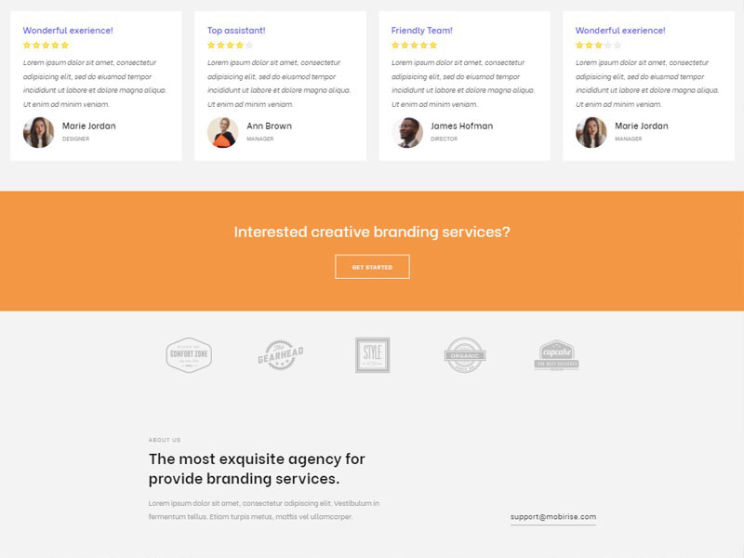 Wonderful exerience!
Lorem ipsum dolor sit amet, consectetur
adipisicing elit, sed do eiusmod tempor
incididunt ut labore et dolore magna aliqua.
Ut enim ad minim veniam.
Marie Jordan
DESIGNER
Top assistant!
Lorem ipsum dolor sit amet, consectetur
adipisicing elit, sed do eiusmod tempor
incididunt ut labore et dolore magna aliqua.
Ut enim ad minim veniam.
Ann Brown
MANAGER
Friendly Team!
Lorem ipsum dolor sit amet, consectetur
adipisicing elit, sed do eiusmod tempor
incididunt ut labore et dolore magna aliqua.
Ut enim ad minim veniam.
James Hofman
DIRECTOR
Wonderful exerience!
Lorem ipsum dolor sit amet, consectetur
adipisicing elit, sed do eiusmod tempor
incididunt ut labore et dolore magna aliqua.
Ut enim ad minim veniam.
Marie Jordan
MANAGER
Interested creative branding services?
GET STARTED
COMFORT ZONE
The
GEARHEAD
STYLE
ORGANIC
cupcake
ABOUT US
The most exquisite agency for
provide branding services.
Lorem ipsum dolor sit amet, consectetur adipiscing elit. Vestibulum in
fermentum tellus. Etiam turpis metus, mattis vel ullamcorper.
support@mobirise.com